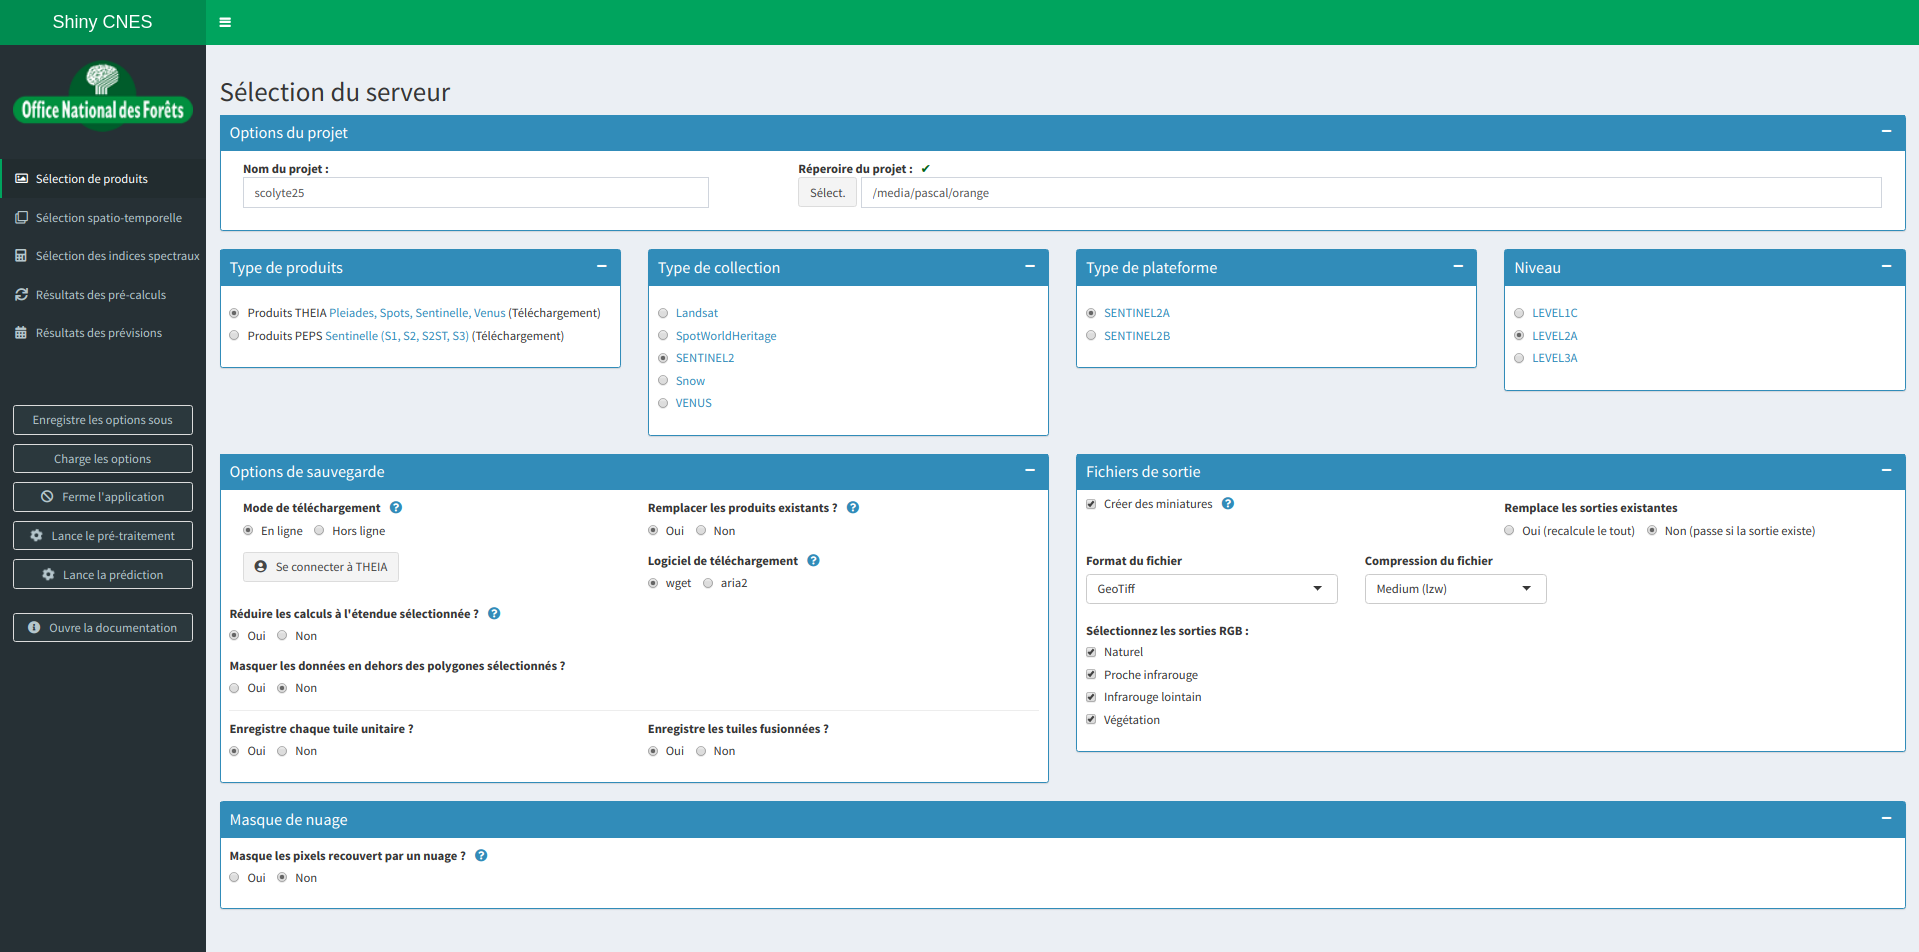 Shiny CNES
Office National des Forêts
Sélection de produits
Sélection spatio-temporelle
Sélection des indices spectraux
Résultats des pré-calculs
Résultats des prévisions
Enregistre les options sous
Charge les options
Ferme l'application
Lance le pré-traitement
Lance la prédiction
Ouvre la documentation
Sélection du serveur
Options du projet
Nom du projet :
scolyte25
Réperoire du projet :
Sélect.
/media/pascal/orange
Type de produits
Produits THEIA Pleiades, Spots, Sentinelle, Venus (Téléchargement)
Produits PEPS Sentinelle (S1, S2, S2ST, S3) (Téléchargement)
Type de collection
Landsat
SpotWorldHeritage
SENTINEL2
Snow
VENUS
Type de plateforme
SENTINEL2A
SENTINEL2B
Niveau
LEVEL1C
LEVEL2A
LEVEL3A
Options de sauvegarde
Mode de téléchargement
En ligne Hors ligne
Se connecter à THEIA
Remplacer les produits existants ?
Oui Non
Logiciel de téléchargement
wget aria2
Réduire les calculs à l'étendue sélectionnée ?
Oui Non
Masquer les données en dehors des polygones sélectionnés ?
Oui Non
Enregistre chaque tuile unitaire ?
Oui Non
Enregistre les tuiles fusionnées ?
Oui Non
Fichiers de sortie
Créer des miniatures
Remplace les sorties existantes
Oui (recalcule le tout) Non (passe si la sortie existe)
Format du fichier
GeoTiff
Compression du fichier
Medium (lzw)
Sélectionnez les sorties RGB :
Naturel
Proche infrarouge
Infrarouge lointain
Végétation
Masque de nuage
Masque les pixels recouvert par un nuage ?
Oui Non